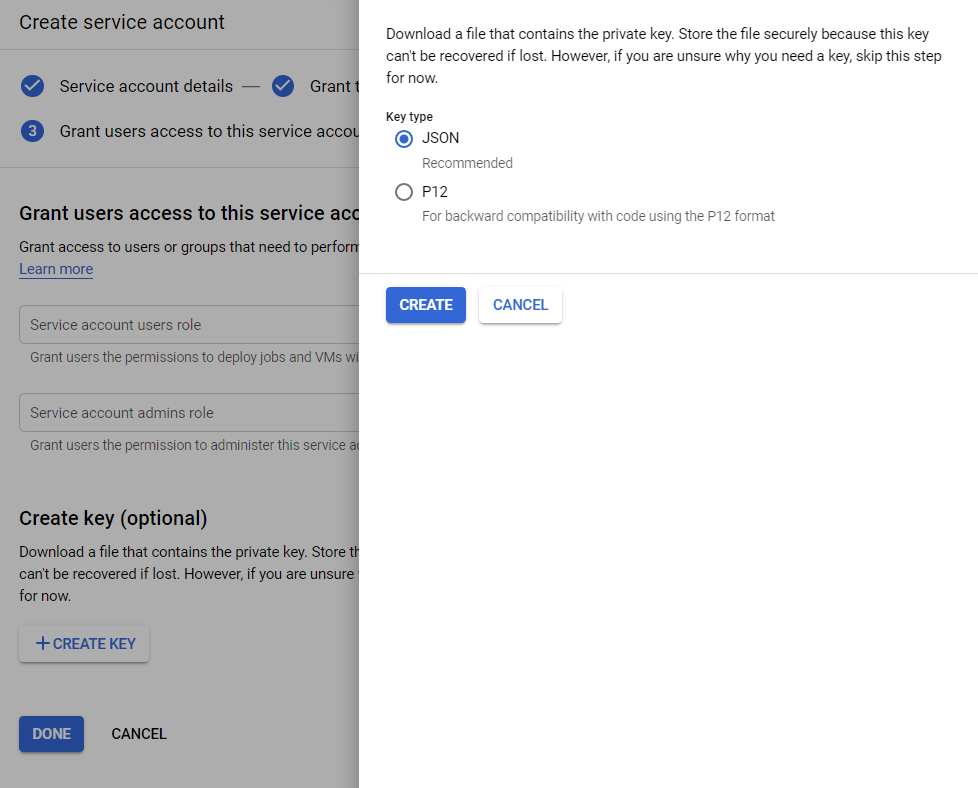 Create service account
Service account details — Grant t
3 Grant users access to this service accou
Grant users access to this service acc
Grant access to users or groups that need to perform
Learn more
Service account users role
Grant users the permissions to deploy jobs and VMs wi
Service account admins role
Grant users the permission to administer this service a
Create key (optional)
Download a file that contains the private key. Store th
can't be recovered if lost. However, if you are unsure
for now.
+ CREATE KEY
DONE CANCEL
Download a file that contains the private key. Store the file securely because this key
can't be recovered if lost. However, if you are unsure why you need a key, skip this step
for now.
Key type
JSON
Recommended
P12
For backward compatibility with code using the P12 format
CREATE CANCEL